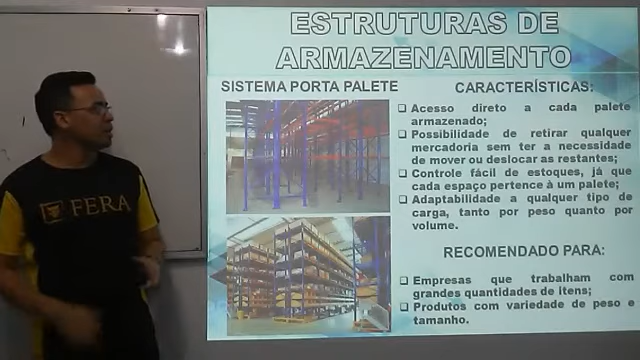 ESTRUTURAS DE
ARMAZENAMENTO
SISTEMA PORTA PALETE
CARACTERÍSTICAS:
Acesso direto a cada palete
armazenado;
Possibilidade de retirar qualquer
mercadoria sem ter a necessidade
de mover ou deslocar as restantes;
Controle fácil de estoques, já que
cada espaço pertence à um palete;
Adaptabilidade a qualquer tipo de
carga, tanto por peso quanto por
volume.
RECOMENDADO PARA:
Empresas que trabalham com
grandes quantidades de itens;
Produtos com variedade de peso e
tamanho.
FERA